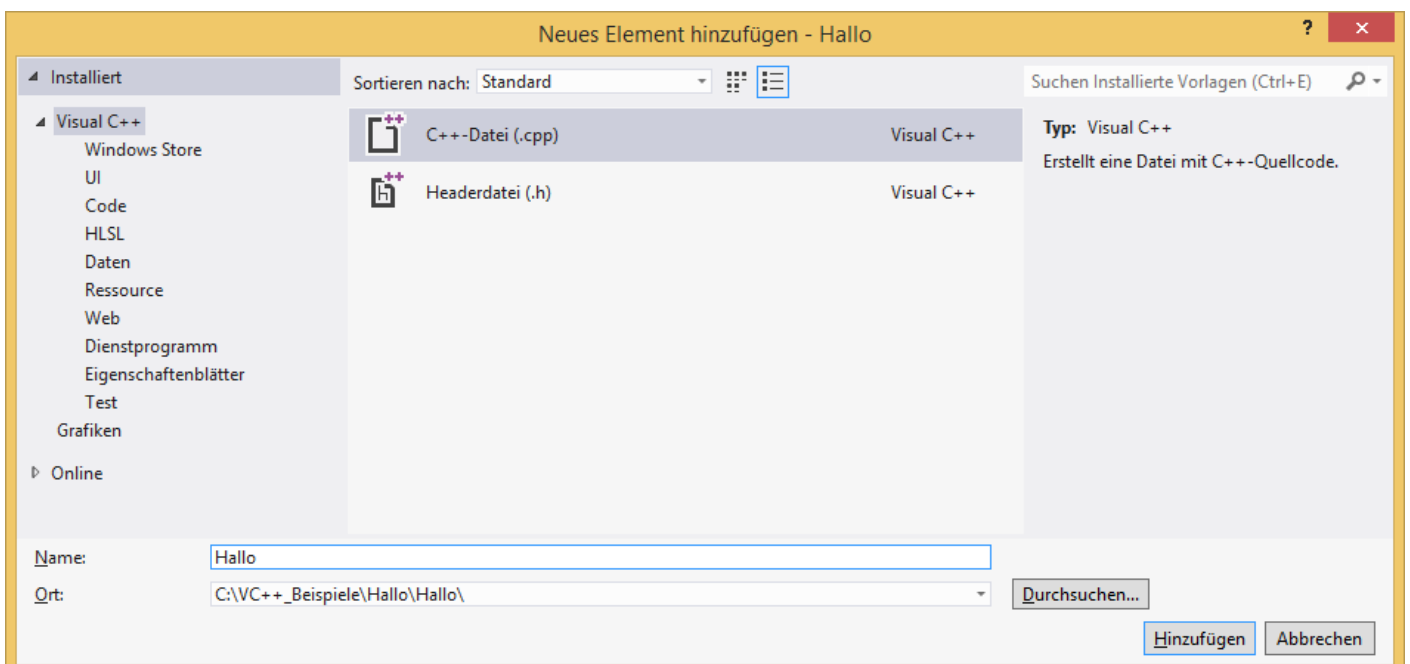 Neues Element hinzufügen - Hallo
?
Installiert
Sortieren nach: Standard
Suchen Installierte Vorlagen (Ctrl+E)
Visual C++
Windows Store
UI
Code
HLSL
Daten
Ressource
Web
Dienstprogramm
Eigenschaftenblätter
Test
Grafiken
Online
++ C++-Datei (.cpp) Visual C++
++ h Headerdatei (.h) Visual C++
Typ: Visual C++
Erstellt eine Datei mit C++-Quellcode.
Name: Hallo
Ort: C:\VC++_Beispiele\Hallo\Hallo\
Durchsuchen...
Hinzufügen Abbrechen